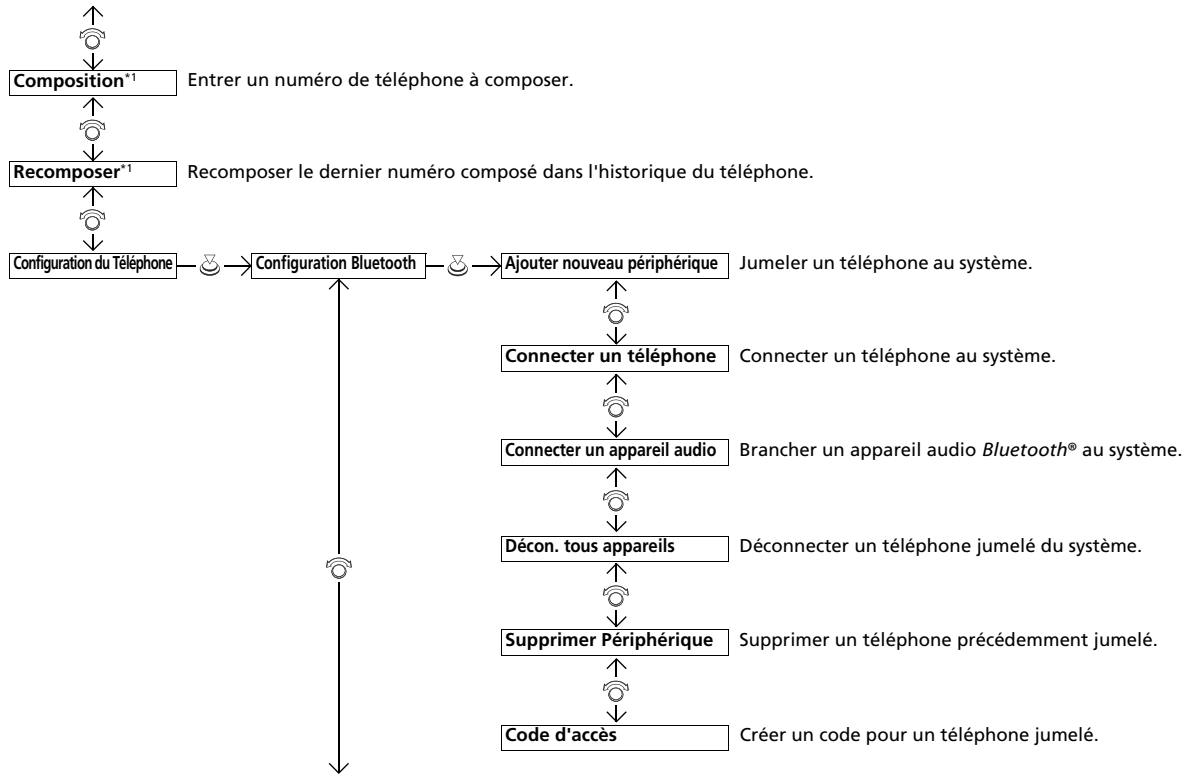 Composition*1 Entrer un numéro de téléphone à composer.
Recomposer*1 Recomposer le dernier numéro composé dans l'historique du téléphone.
Configuration du Téléphone Configuration Bluetooth Ajouter nouveau périphérique Jumeler un téléphone au système.
Connecter un téléphone Connecter un téléphone au système.
Connecter un appareil audio Brancher un appareil audio Bluetooth® au système.
Décon. tous appareils Déconnecter un téléphone jumelé du système.
Supprimer Périphérique Supprimer un téléphone précédemment jumelé.
Code d'accès Créer un code pour un téléphone jumelé.